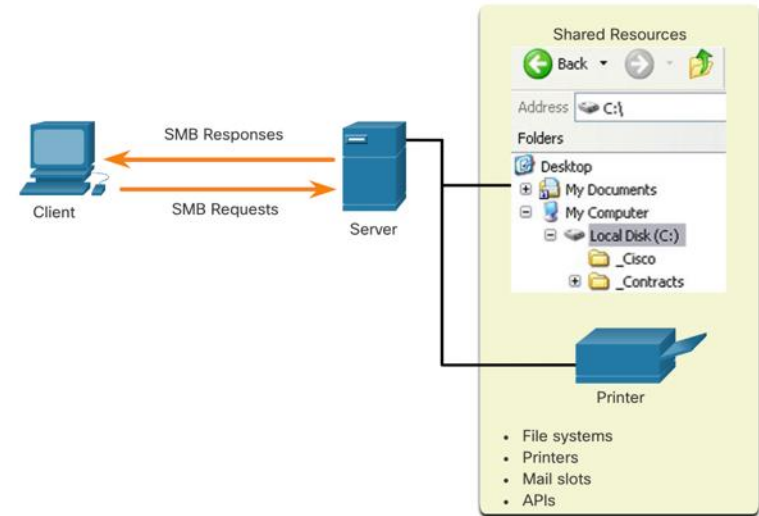 Shared Resources
Back
Address C:\
Folders
Desktop
My Documents
My Computer
Local Disk (C:)
_Cisco
_Contracts
SMB Responses
SMB Requests
Client
Server
Printer
• File systems
• Printers
• Mail slots
• APIs